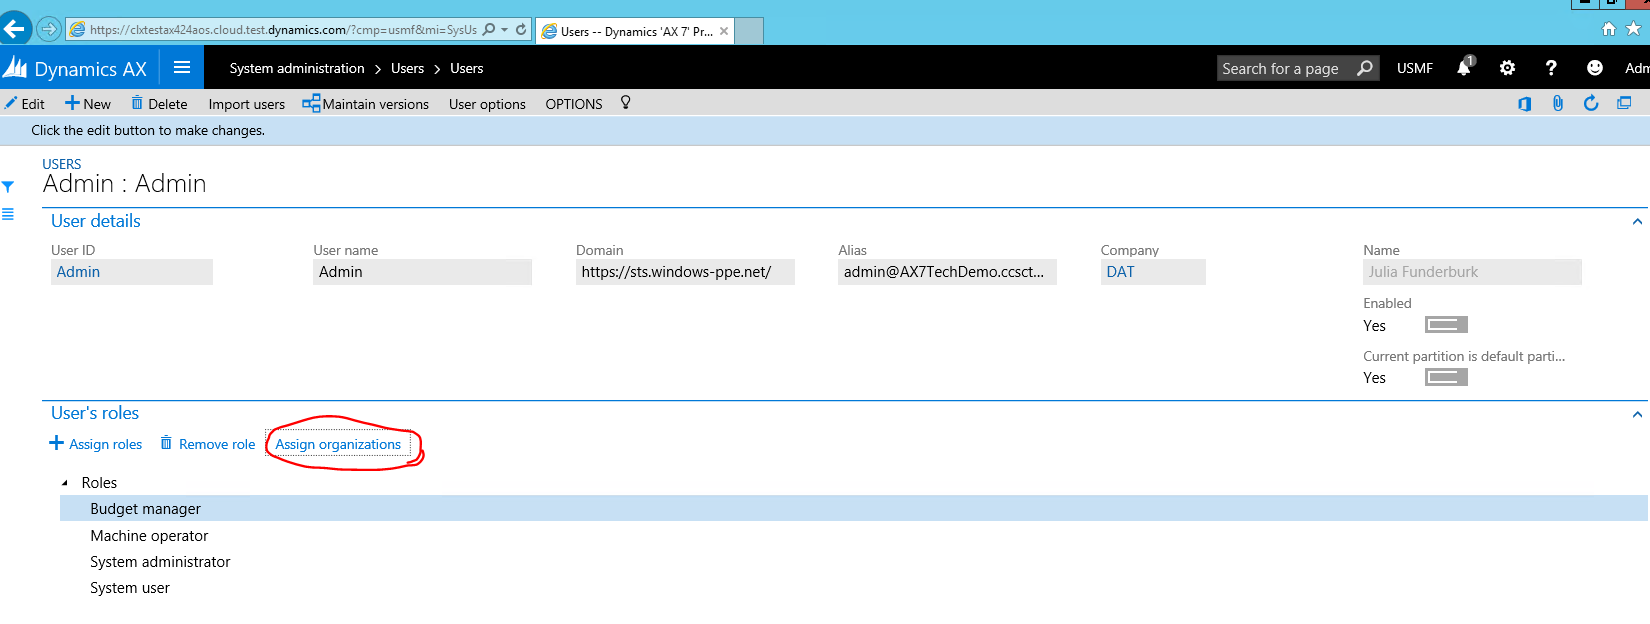 https://clxtestax424aos.cloud.test.dynamics.com/?cmp=usmf&mi=SysUs
Users -- Dynamics 'AX 7' Pr...
Dynamics AX
System administration > Users > Users
Search for a page
USMF
1
?
Adm
Edit
New
Delete
Import users
Maintain versions
User options
OPTIONS
Click the edit button to make changes.
USERS
Admin : Admin
User details
User ID
User name
Domain
Alias
Company
Name
Admin
Admin
https://sts.windows-ppe.net/
admin@AX7TechDemo.ccsct...
DAT
Julia Funderburk
Enabled
Yes
Current partition is default parti...
Yes
User's roles
Assign roles
Remove role
Assign organizations
Roles
Budget manager
Machine operator
System administrator
System user